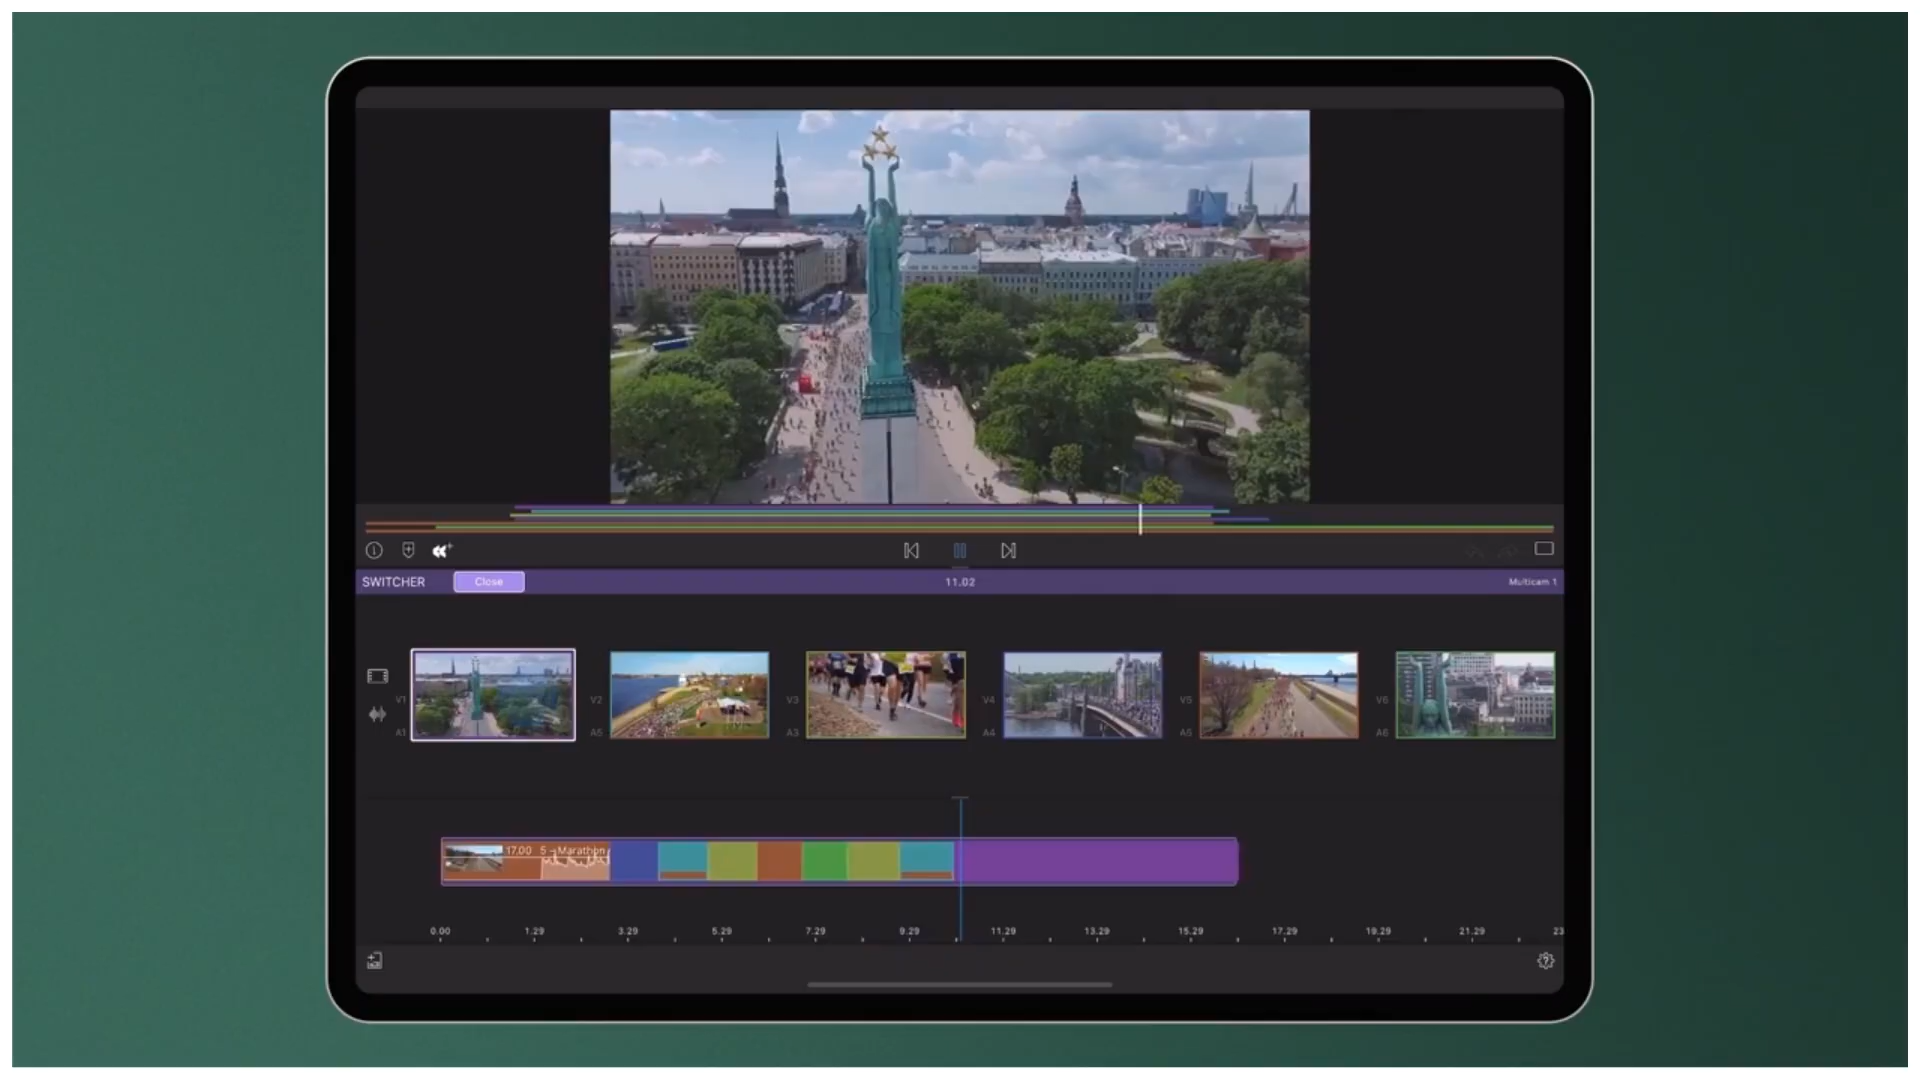 SWITCHER Close 11.02 Multicam 1
V1 V2 V3 V4 V5 V6
A1 A5 A3 A4 A5 A6
17.00 5 - Marathon
0.00 1.29 3.29 5.29 7.29 9.29 11.29 13.29 15.29 17.29 19.29 21.29 23